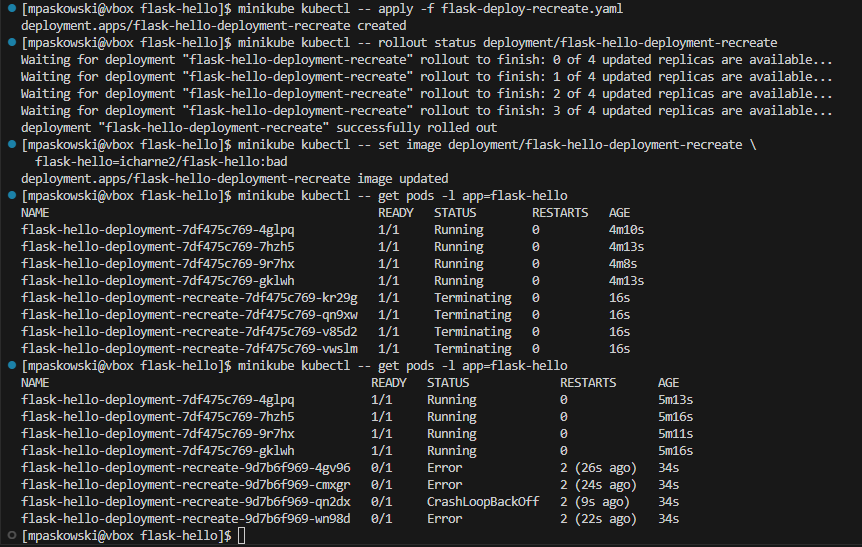 [mpaskowski@vbox flask-hello]$ minikube kubectl -- apply -f flask-deploy-recreate.yaml
deployment.apps/flask-hello-deployment-recreate created
[mpaskowski@vbox flask-hello]$ minikube kubectl -- rollout status deployment/flask-hello-deployment-recreate
Waiting for deployment "flask-hello-deployment-recreate" rollout to finish: 0 of 4 updated replicas are available...
Waiting for deployment "flask-hello-deployment-recreate" rollout to finish: 1 of 4 updated replicas are available...
Waiting for deployment "flask-hello-deployment-recreate" rollout to finish: 2 of 4 updated replicas are available...
Waiting for deployment "flask-hello-deployment-recreate" rollout to finish: 3 of 4 updated replicas are available...
deployment "flask-hello-deployment-recreate" successfully rolled out
[mpaskowski@vbox flask-hello]$ minikube kubectl -- set image deployment/flask-hello-deployment-recreate \
  flask-hello=icharne2/flask-hello:bad
deployment.apps/flask-hello-deployment-recreate image updated
[mpaskowski@vbox flask-hello]$ minikube kubectl -- get pods -l app=flask-hello
NAME                                               READY   STATUS        RESTARTS   AGE
flask-hello-deployment-7df475c769-4glpq            1/1     Running       0          4m10s
flask-hello-deployment-7df475c769-7hzh5            1/1     Running       0          4m13s
flask-hello-deployment-7df475c769-9r7hx            1/1     Running       0          4m8s
flask-hello-deployment-7df475c769-gklwh            1/1     Running       0          4m13s
flask-hello-deployment-recreate-7df475c769-kr29g   1/1     Terminating   0          16s
flask-hello-deployment-recreate-7df475c769-qn9xw   1/1     Terminating   0          16s
flask-hello-deployment-recreate-7df475c769-v85d2   1/1     Terminating   0          16s
flask-hello-deployment-recreate-7df475c769-vwslm   1/1     Terminating   0          16s
[mpaskowski@vbox flask-hello]$ minikube kubectl -- get pods -l app=flask-hello
NAME                                              READY   STATUS             RESTARTS      AGE
flask-hello-deployment-7df475c769-4glpq           1/1     Running            0             5m13s
flask-hello-deployment-7df475c769-7hzh5           1/1     Running            0             5m16s
flask-hello-deployment-7df475c769-9r7hx           1/1     Running            0             5m11s
flask-hello-deployment-7df475c769-gklwh           1/1     Running            0             5m16s
flask-hello-deployment-recreate-9d7b6f969-4gv96   0/1     Error              2 (26s ago)   34s
flask-hello-deployment-recreate-9d7b6f969-cmxgr   0/1     Error              2 (24s ago)   34s
flask-hello-deployment-recreate-9d7b6f969-qn2dx   0/1     CrashLoopBackOff   2 (9s ago)    34s
flask-hello-deployment-recreate-9d7b6f969-wn98d   0/1     Error              2 (22s ago)   34s
[mpaskowski@vbox flask-hello]$